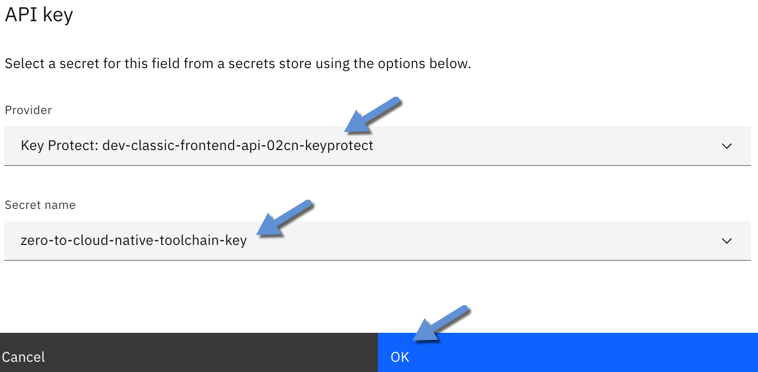 API key
Select a secret for this field from a secrets store using the options below.
Provider
Key Protect: dev-classic-frontend-api-02cn-keyprotect
Secret name
zero-to-cloud-native-toolchain-key
Cancel
OK